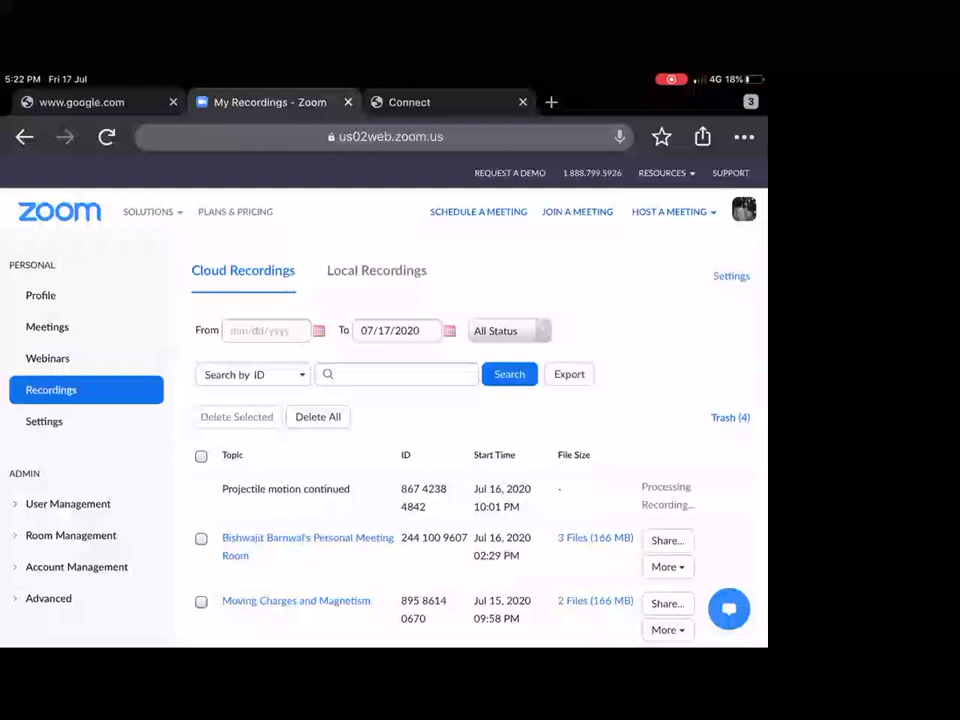 5:22 PM Fri 17 Jul
4G 18%
www.google.com
My Recordings - Zoom
Connect
3
us02web.zoom.us
REQUEST A DEMO 1.888.799.5926 RESOURCES SUPPORT
zoom SOLUTIONS PLANS & PRICING SCHEDULE A MEETING JOIN A MEETING HOST A MEETING
PERSONAL
Profile
Meetings
Webinars
Recordings
Settings
ADMIN
User Management
Room Management
Account Management
Advanced
Cloud Recordings Local Recordings Settings
From mm/dd/yyyy To 07/17/2020 All Status
Search by ID Search Export
Delete Selected Delete All Trash (4)
Topic ID Start Time File Size
Projectile motion continued 867 4238 Jul 16, 2020 - Processing
4842 10:01 PM Recording...
Bishwajit Barnwal's Personal Meeting 244 100 9607 Jul 16, 2020 3 Files (166 MB) Share...
Room 02:29 PM More
Moving Charges and Magnetism 895 8614 Jul 15, 2020 2 Files (166 MB) Share...
0670 09:58 PM More